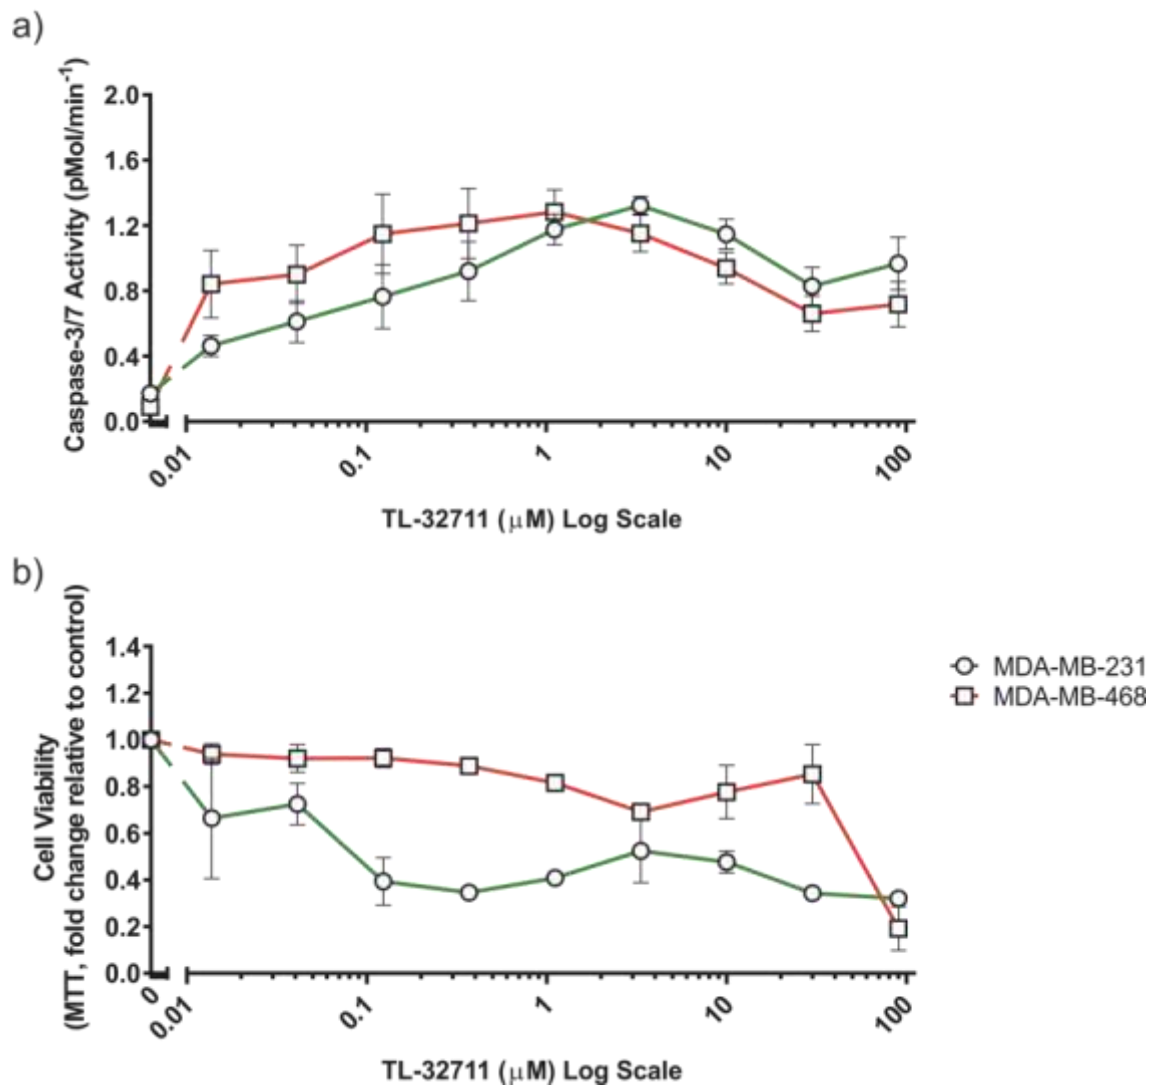 a)
Caspase-3/7 Activity (pMol/min⁻¹)
2.0
1.6
1.2
0.8
0.4
0.0
0.01
0.1
1
10
100
TL-32711 (μM) Log Scale
b)
Cell Viability
(MTT, fold change relative to control)
1.4
1.2
1.0
0.8
0.6
0.4
0.2
0.0
0
0.01
0.1
1
10
100
TL-32711 (μM) Log Scale
MDA-MB-231
MDA-MB-468